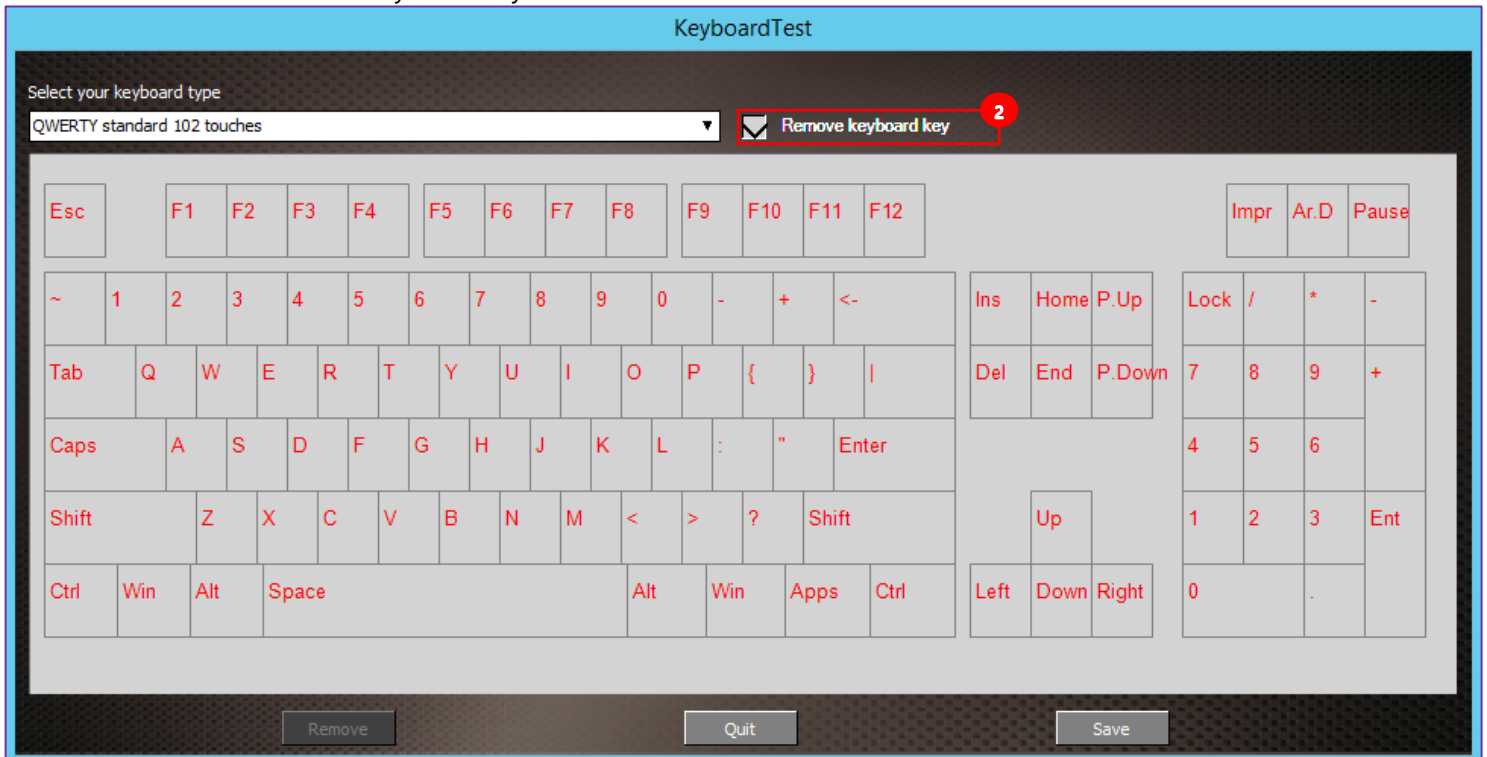 KeyboardTest
Select your keyboard type
QWERTY standard 102 touches ▼ Remove keyboard key 2
Esc F1 F2 F3 F4 F5 F6 F7 F8 F9 F10 F11 F12 Impr Ar.D Pause
~ 1 2 3 4 5 6 7 8 9 0 - + <- Ins Home P.Up Lock / * -
Tab Q W E R T Y U I O P { } | Del End P.Down 7 8 9 +
Caps A S D F G H J K L : " Enter 4 5 6
Shift Z X C V B N M < > ? Shift Up 1 2 3 Ent
Ctrl Win Alt Space Alt Win Apps Ctrl Left Down Right 0 .
Remove Quit Save